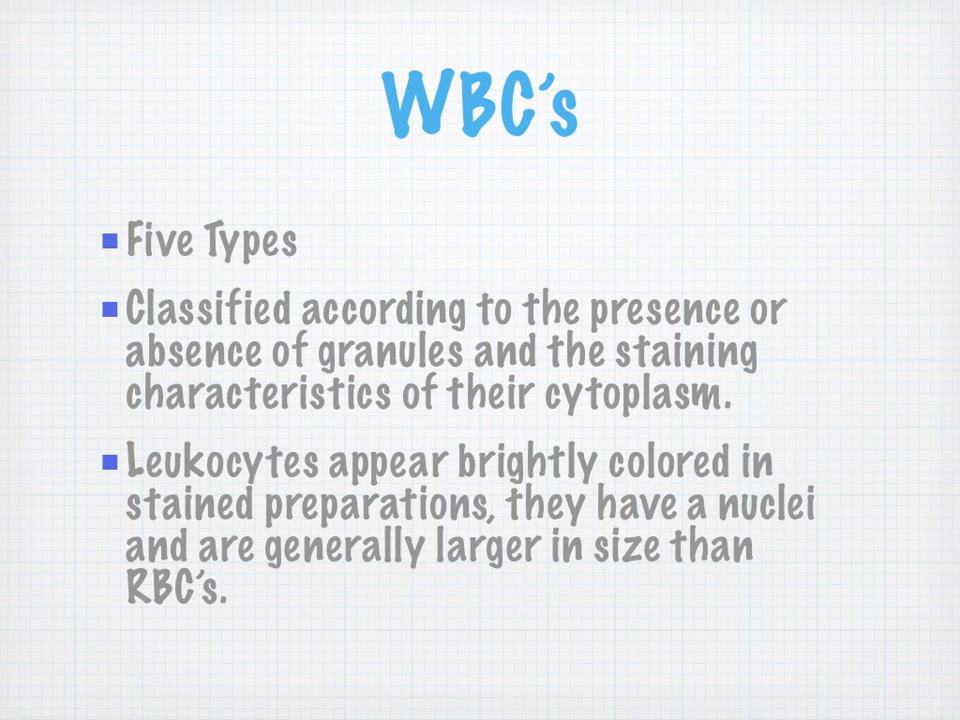 WBC's
Five Types
Classified according to the presence or
absence of granules and the staining
characteristics of their cytoplasm.
Leukocytes appear brightly colored in
stained preparations, they have a nuclei
and are generally larger in size than
RBC's.